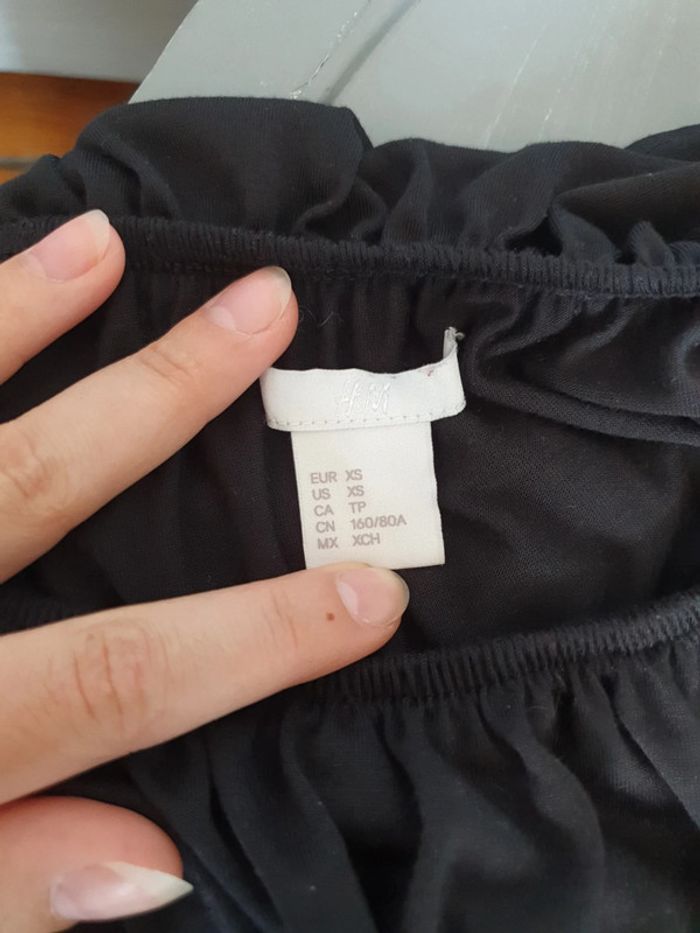 H&M
EUR XS
US XS
CA TP
CN 160/80A
MX XCH